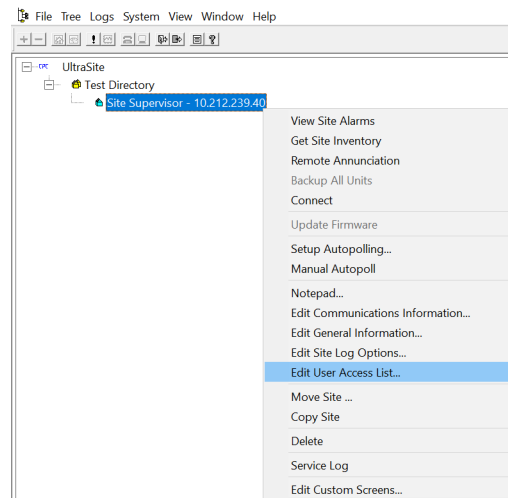 File Tree Logs System View Window Help
UltraSite
Test Directory
Site Supervisor - 10.212.239.40
View Site Alarms
Get Site Inventory
Remote Annunciation
Backup All Units
Connect
Update Firmware
Setup Autopolling...
Manual Autopoll
Notepad...
Edit Communications Information...
Edit General Information...
Edit Site Log Options...
Edit User Access List...
Move Site ...
Copy Site
Delete
Service Log
Edit Custom Screens...